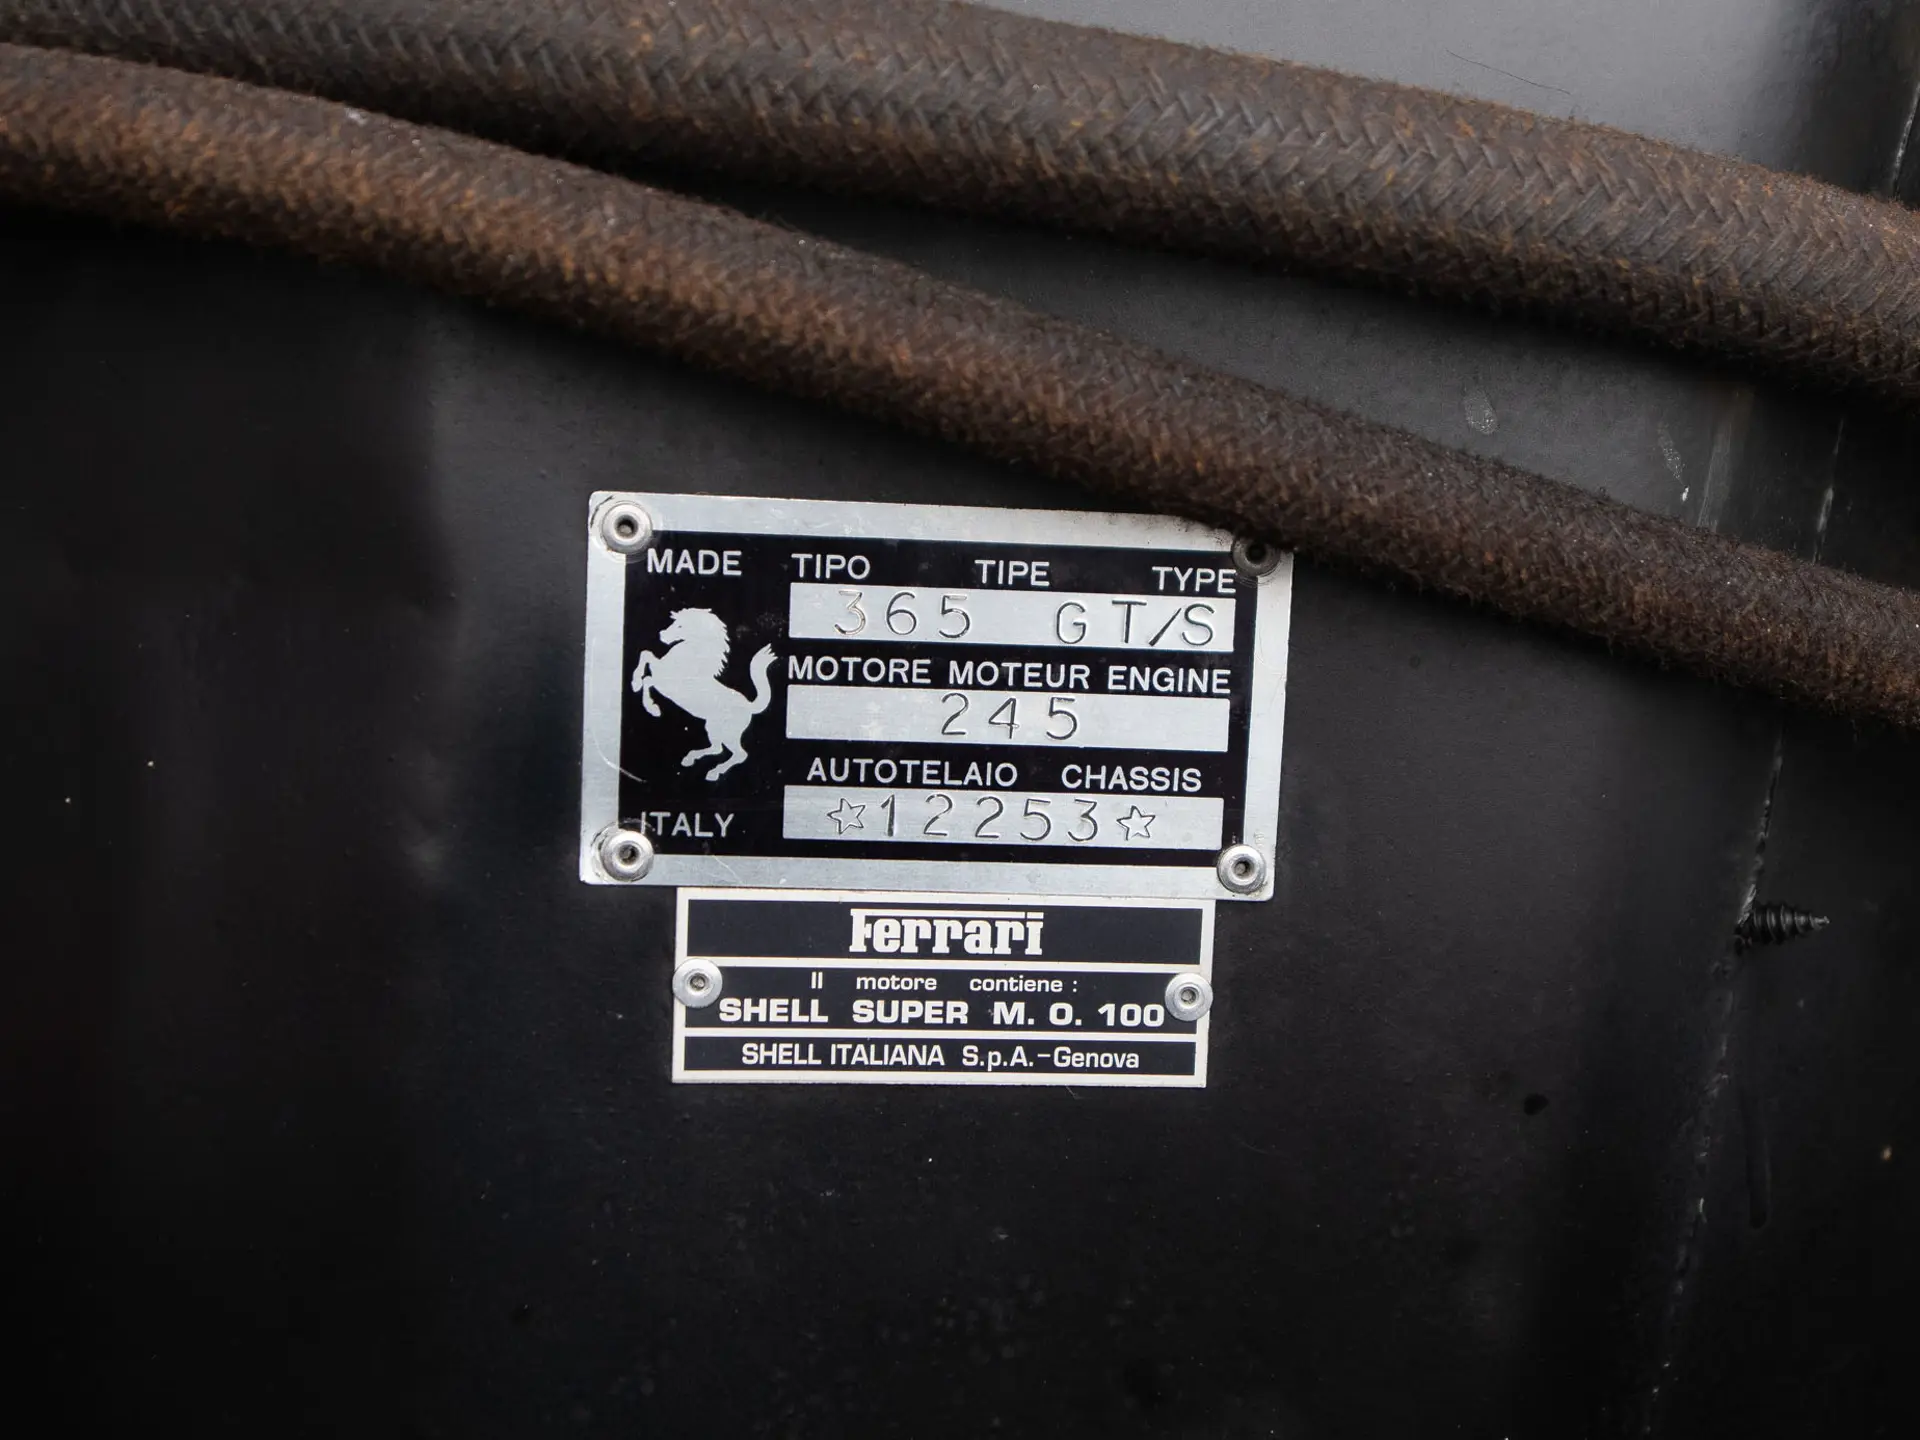 MADE TIPO TIPE TYPE
365 GT/S
MOTORE MOTEUR ENGINE
245
AUTOTELAIO CHASSIS
☆12253☆
ITALY
Ferrari
Il motore contiene :
SHELL SUPER M. O. 100
SHELL ITALIANA S.p.A.-Genova